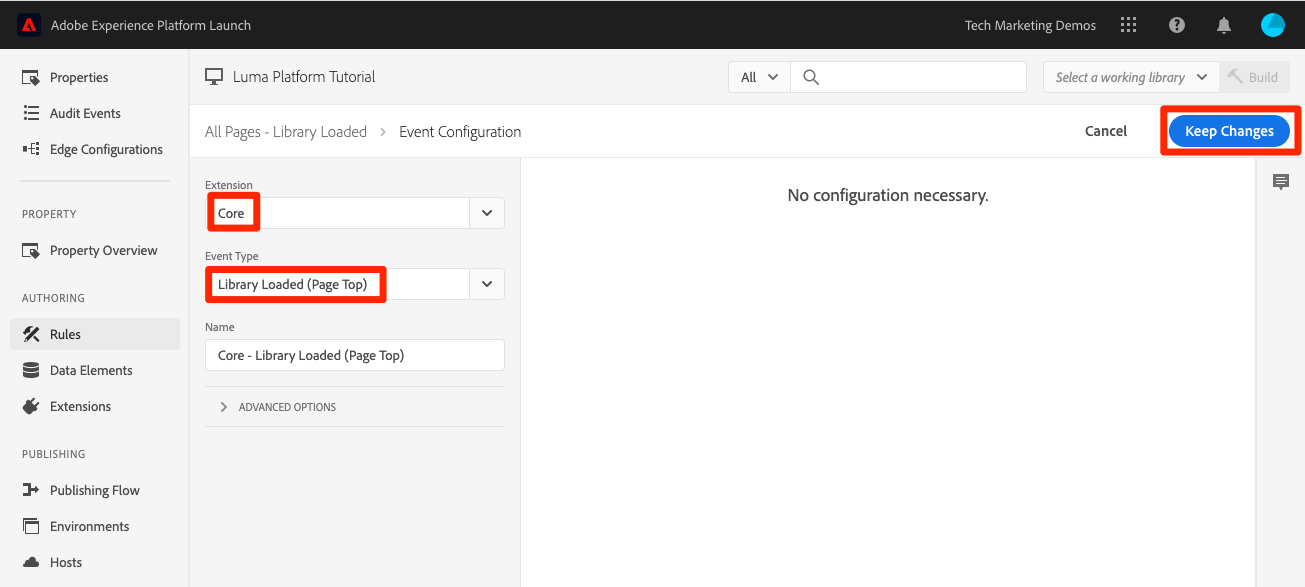 Adobe Experience Platform Launch
Tech Marketing Demos
Properties
Audit Events
Edge Configurations
PROPERTY
Property Overview
AUTHORING
Rules
Data Elements
Extensions
PUBLISHING
Publishing Flow
Environments
Hosts
Luma Platform Tutorial
All
Select a working library
Build
All Pages - Library Loaded > Event Configuration
Cancel
Keep Changes
Extension
Core
Event Type
Library Loaded (Page Top)
Name
Core - Library Loaded (Page Top)
ADVANCED OPTIONS
No configuration necessary.